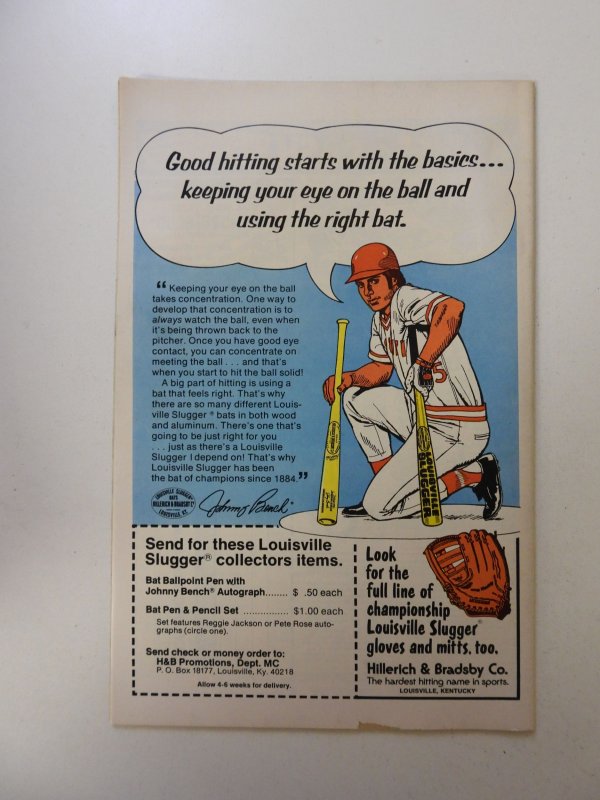 Good hitting starts with the basics...
keeping your eye on the ball and
using the right bat.
“ Keeping your eye on the ball
takes concentration. One way to
develop that concentration is to
always watch the ball, even when
it's being thrown back to the
pitcher. Once you have good eye
contact, you can concentrate on
meeting the ball . . . and that's
when you start to hit the ball solid!
A big part of hitting is using a
bat that feels right. That's why
there are so many different Louis-
ville Slugger ® bats in both wood
and aluminum. There's one that's
going to be just right for you
. . . just as there's a Louisville
Slugger I depend on! That's why
Louisville Slugger has been
the bat of champions since 1884.”
LOUISVILLE SLUGGER
BATS
HILLERICH & BRADSBY Co
LOUISVILLE, KY.
Johnny Bench
5
LOUISVILLE
SLUGGER
Send for these Louisville
Slugger® collectors items.
Bat Ballpoint Pen with
Johnny Bench® Autograph........ $ .50 each
Bat Pen & Pencil Set ................ $1.00 each
Set features Reggie Jackson or Pete Rose auto-
graphs (circle one).
Send check or money order to:
H&B Promotions, Dept. MC
P. O. Box 18177, Louisville, Ky. 40218
Allow 4-6 weeks for delivery.
Look
for the
full line of
championship
Louisville Slugger®
gloves and mitts, too.
Hillerich & Bradsby Co.
The hardest hitting name in sports.
LOUISVILLE, KENTUCKY